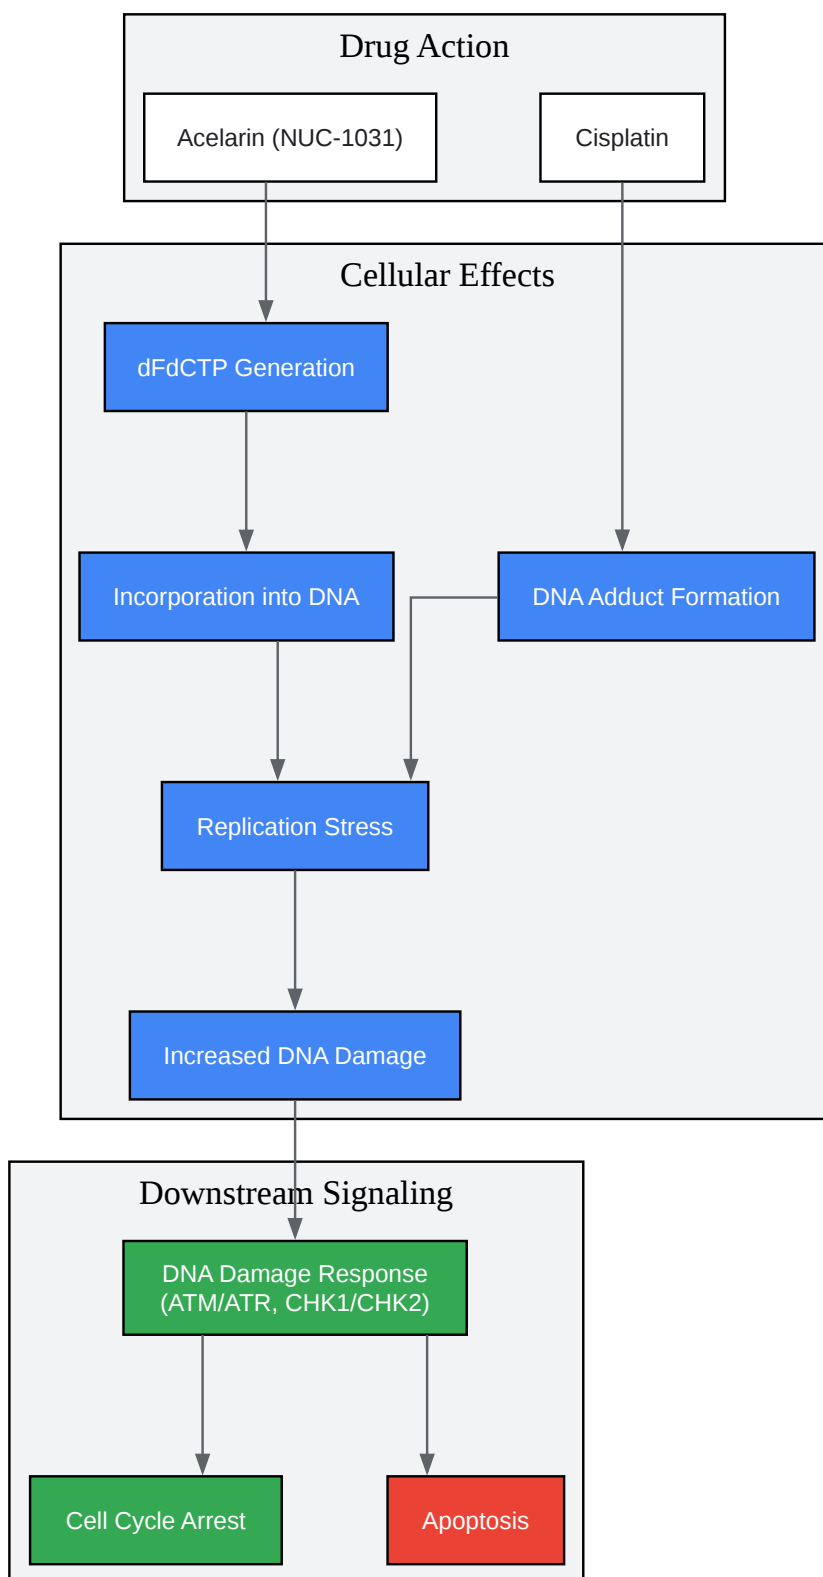 Drug Action
Acelarin (NUC-1031)
Cisplatin
Cellular Effects
dFdCTP Generation
Incorporation into DNA
DNA Adduct Formation
Replication Stress
Increased DNA Damage
Downstream Signaling
DNA Damage Response
(ATM/ATR, CHK1/CHK2)
Cell Cycle Arrest
Apoptosis